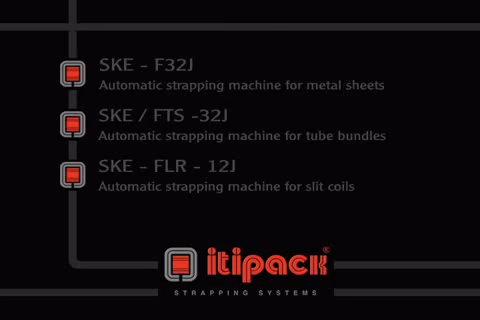 SKE - F32J
Automatic strapping machine for metal sheets
SKE / FTS -32J
Automatic strapping machine for tube bundles
SKE - FLR - 12J
Automatic strapping machine for slit coils
itipack®
STRAPPING SYSTEMS